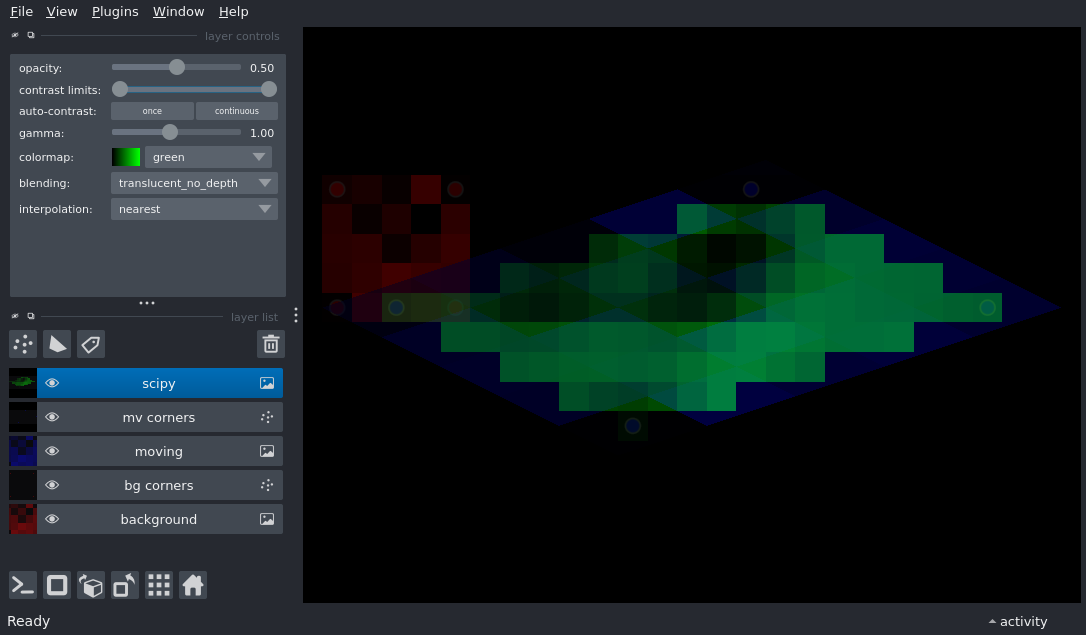 File View Plugins Window Help
layer controls
opacity: 0.50
contrast limits:
auto-contrast: once continuous
gamma: 1.00
colormap: green
blending: translucent_no_depth
interpolation: nearest
layer list
scipy
mv corners
moving
bg corners
background
Ready activity